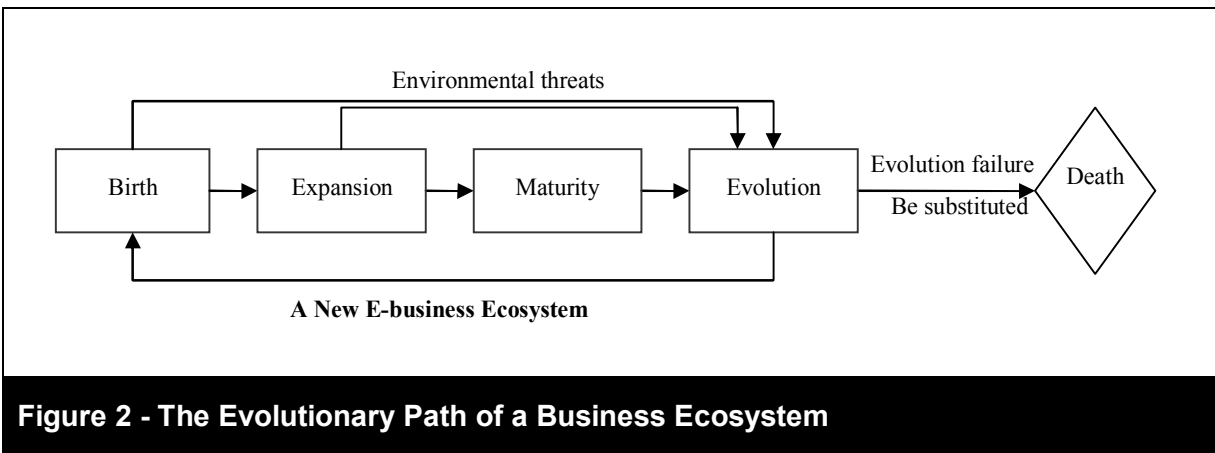 Environmental threats
Birth
Expansion
Maturity
Evolution
Evolution failure
Be substituted
Death
A New E-business Ecosystem
Figure 2 - The Evolutionary Path of a Business Ecosystem